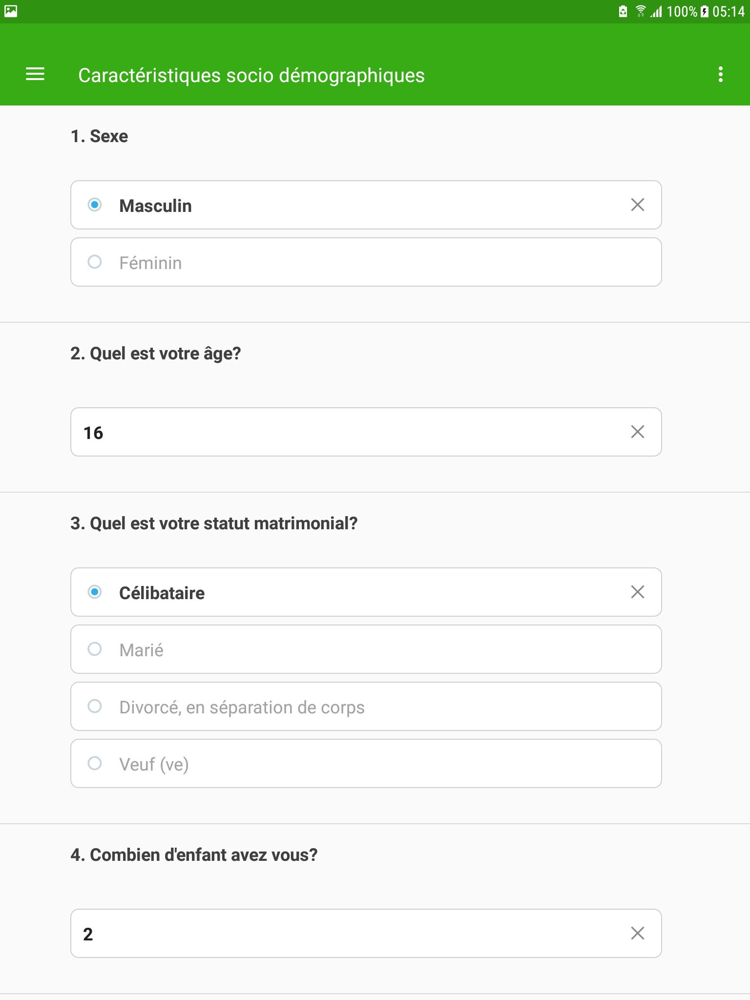 100% 05:14
Caractéristiques socio démographiques
1. Sexe
Masculin
Féminin
2. Quel est votre âge?
16
3. Quel est votre statut matrimonial?
Célibataire
Marié
Divorcé, en séparation de corps
Veuf (ve)
4. Combien d'enfant avez vous?
2